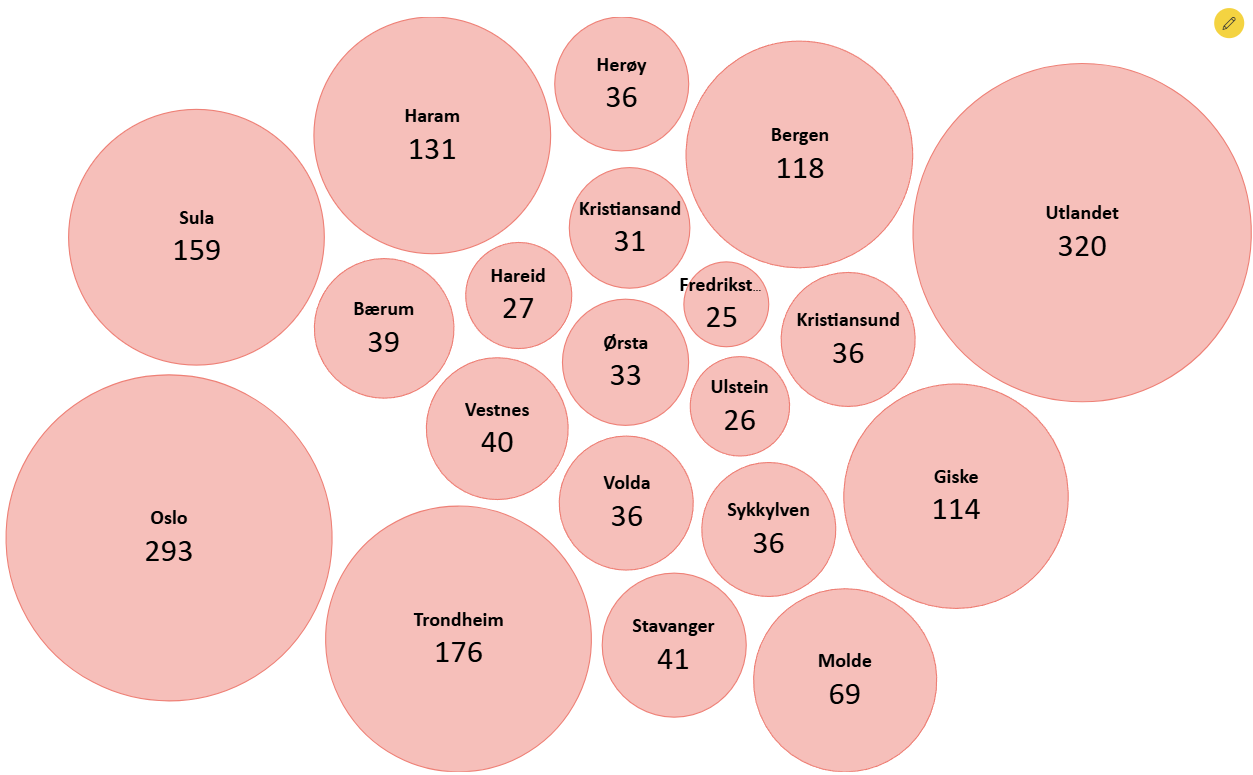 Herøy
36
Haram
131
Bergen
118
Utlandet
320
Sula
159
Kristiansand
31
Hareid
27
Fredrikst...
25
Bærum
39
Kristiansund
36
Ørsta
33
Ulstein
26
Vestnes
40
Giske
114
Volda
36
Sykkylven
36
Oslo
293
Trondheim
176
Stavanger
41
Molde
69